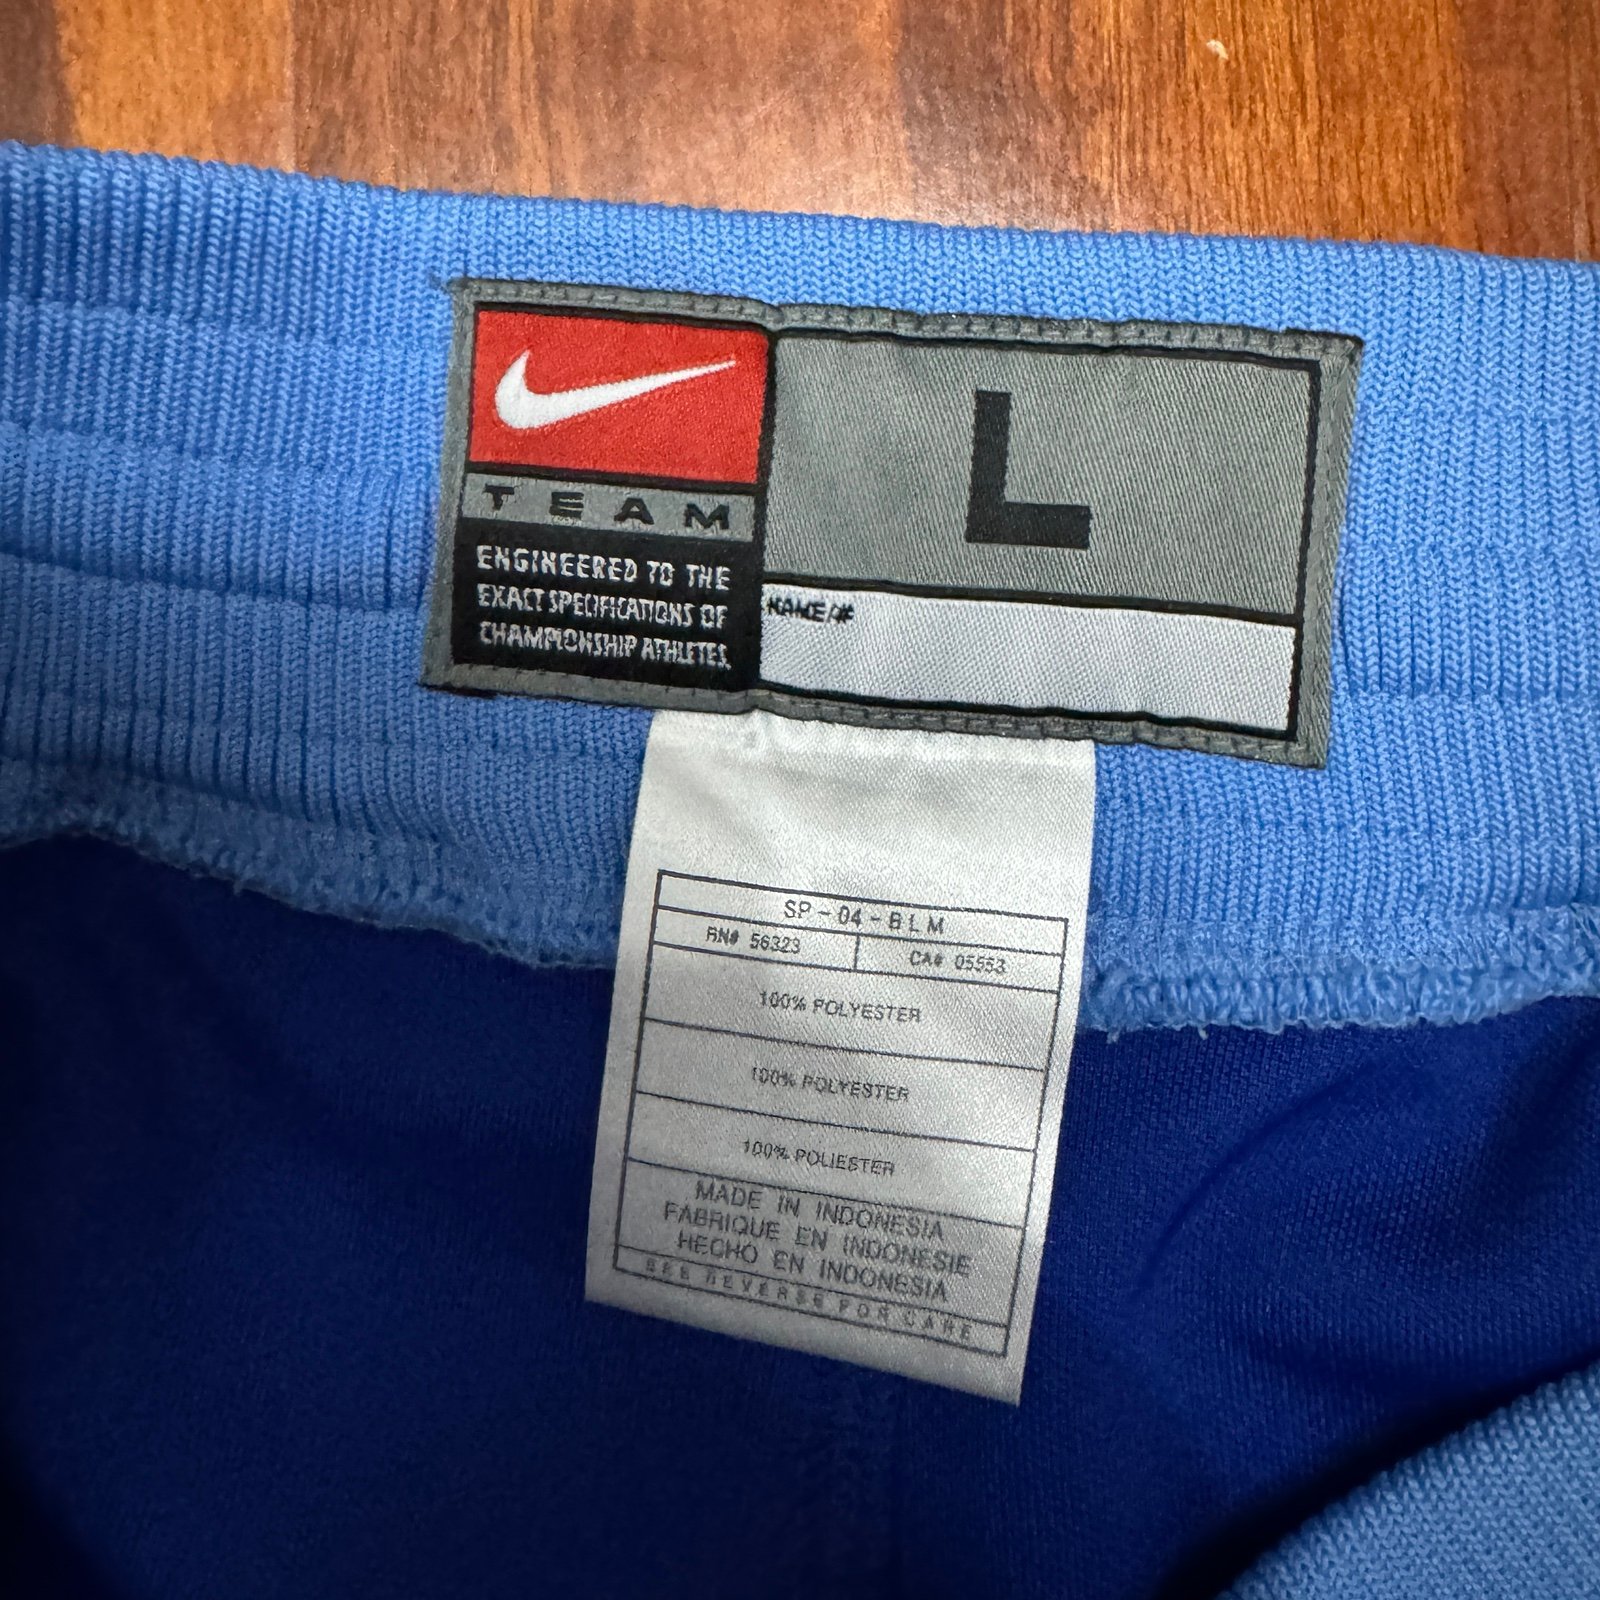 TEAM
ENGINEERED TO THE
EXACT SPECIFICATIONS OF
CHAMPIONSHIP ATHLETES.
L
NAME/#
SP-04-BLM
RN# 56323
CA# 05553
100% POLYESTER
100% POLYESTER
100% POLIESTER
MADE IN INDONESIA
FABRIQUE EN INDONESIE
HECHO EN INDONESIA
SEE REVERSE FOR CARE